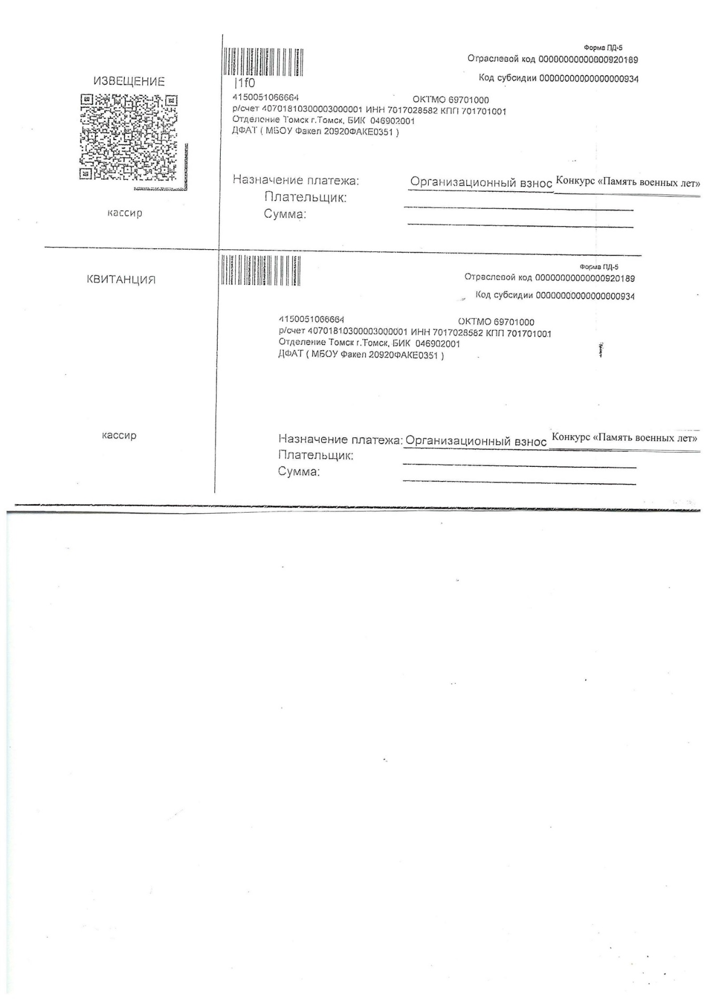 Форма ПД-5
Отраслевой код 00000000000000920189
ИЗВЕЩЕНИЕ
Код субсидии 00000000000000000934
|1f0
4150051066664 ОКТМО 69701000
р/счет 40701810300003000001 ИНН 7017028582 КПП 701701001
Отделение Томск г.Томск, БИК 046902001
ДФАТ ( МБОУ Факел 20920ФАКЕ0351 )
Назначение платежа: Организационный взнос Конкурс «Память военных лет»
Плательщик:
кассир
Сумма:
Форма ПД-5
КВИТАНЦИЯ
Отраслевой код 00000000000000920189
Код субсидии 00000000000000000934
4150051066664 ОКТМО 69701000
р/счет 40701810300003000001 ИНН 7017028582 КПП 701701001
Отделение Томск г.Томск, БИК 046902001
ДФАТ ( МБОУ Факел 20920ФАКЕ0351 )
кассир
Назначение платежа: Организационный взнос Конкурс «Память военных лет»
Плательщик:
Сумма: